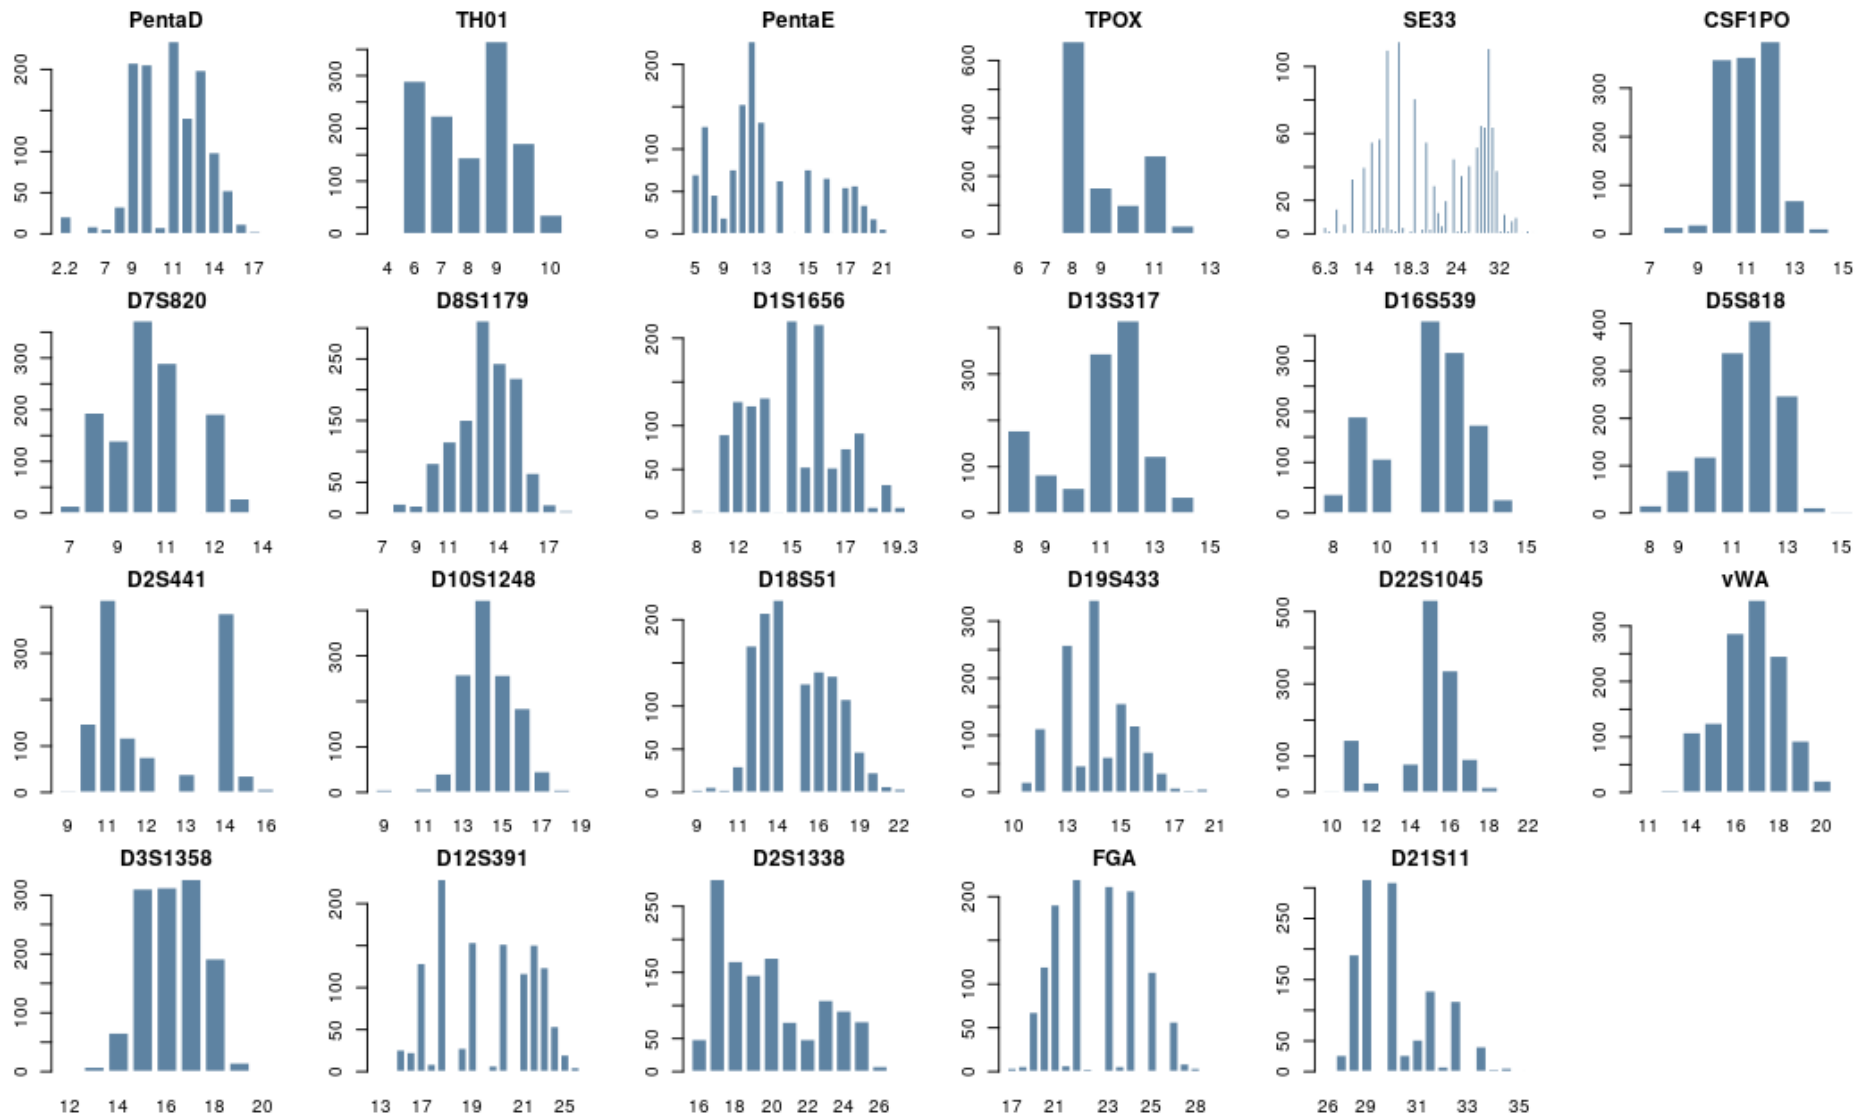 PentaD TH01 PentaE TPOX SE33 CSF1PO
0 50 100 200
0 100 200 300
0 50 100 200
0 200 400 600
0 20 60 100
0 100 200 300
2.2 7 9 11 14 17
4 6 7 8 9 10
5 9 13 15 17 21
6 7 8 9 11 13
6.3 14 18.3 24 32
7 9 11 13 15
D7S820 D8S1179 D1S1656 D13S317 D16S539 D5S818
0 100 200 300
0 50 150 250
0 50 100 200
0 100 300
0 100 200 300
0 100 200 300 400
7 9 11 12 14
7 9 11 14 17
8 12 15 17 19.3
8 9 11 13 15
8 10 11 13 15
8 9 11 13 15
D2S441 D10S1248 D18S51 D19S433 D22S1045 vWA
0 100 300
0 100 300
0 50 100 200
0 100 200 300
0 100 300 500
0 100 200 300
9 11 12 13 14 16
9 11 13 15 17 19
9 11 14 16 19 22
10 13 15 17 21
10 12 14 16 18 22
11 14 16 18 20
D3S1358 D12S391 D2S1338 FGA D21S11
0 100 200 300
0 50 100 200
0 50 150 250
0 50 100 200
0 50 150 250
12 14 16 18 20
13 17 19 21 25
16 18 20 22 24 26
17 21 23 25 28
26 29 31 33 35